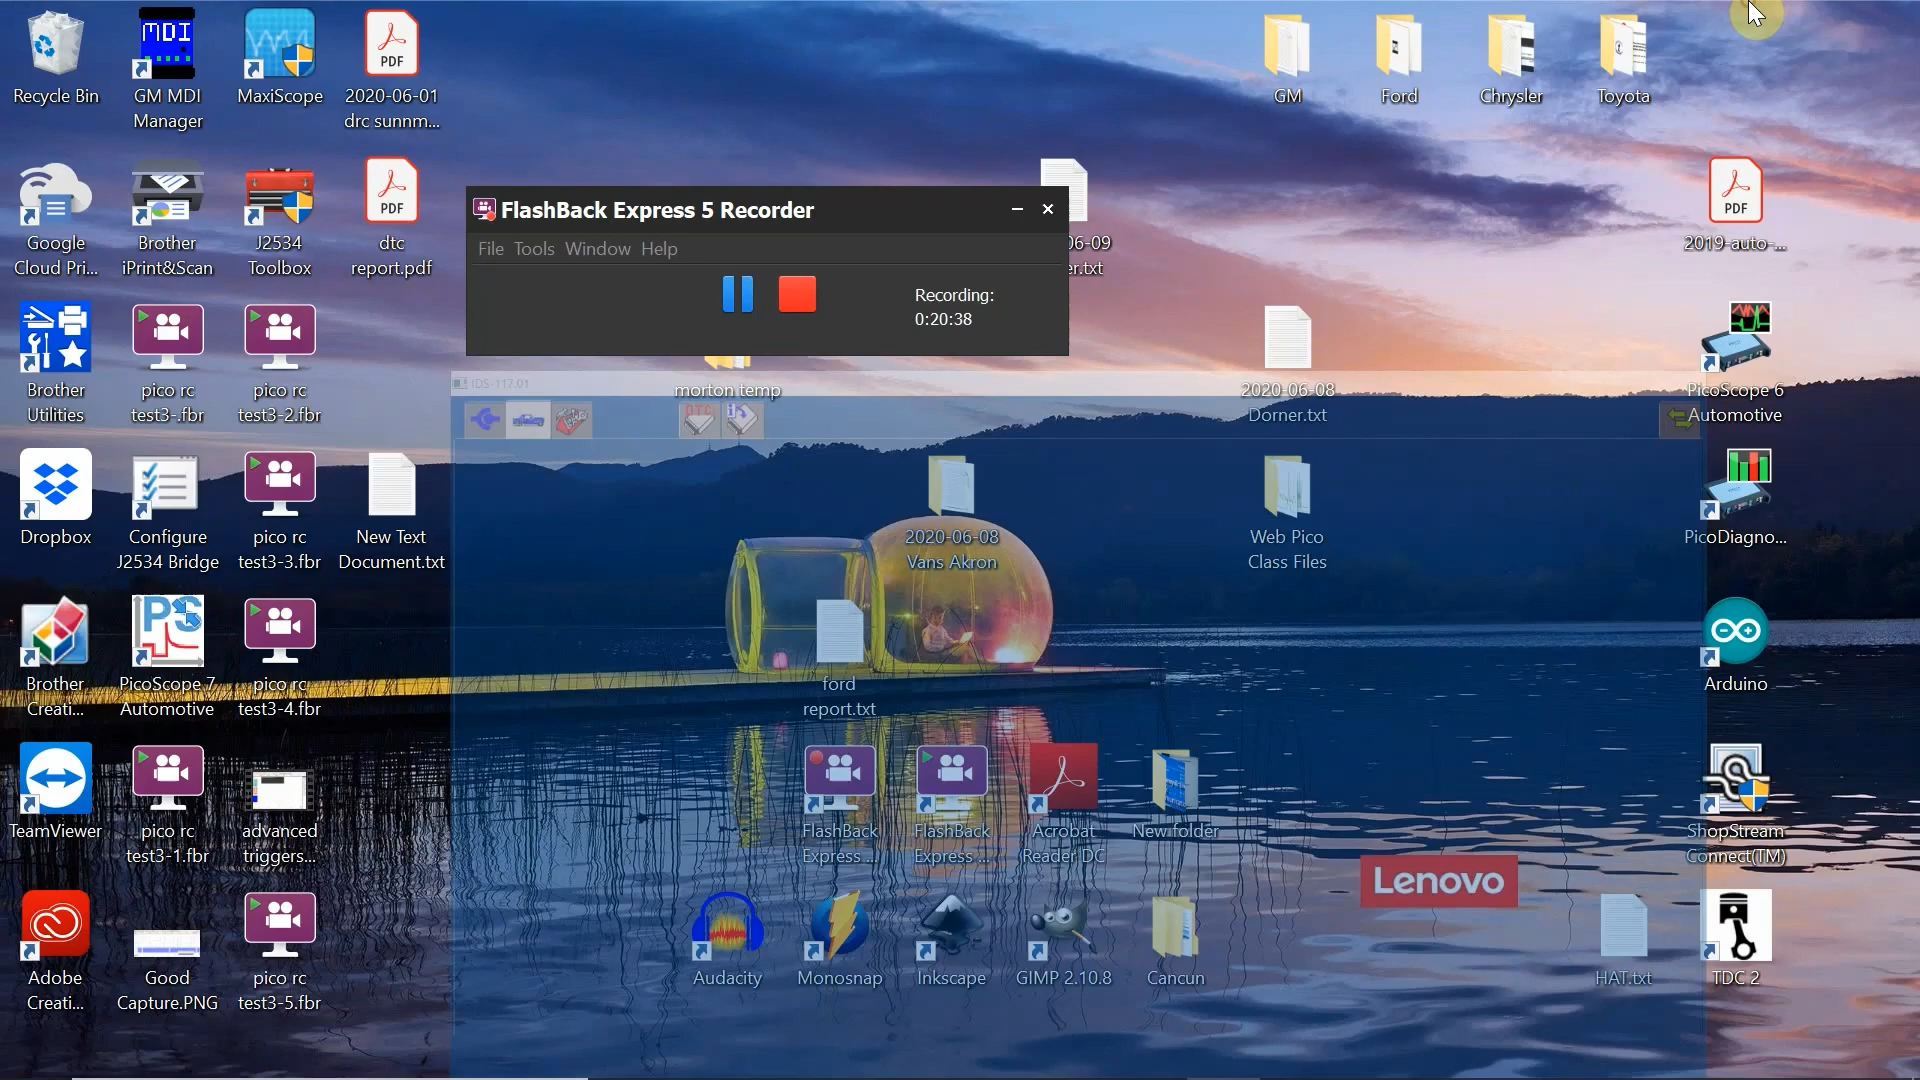 MDI
PDF
Recycle Bin
GM MDI
Manager
MaxiScope
2020-06-01
drc sunnm...
GM
Ford
Chrysler
Toyota
PDF
PDF
Google
Cloud Pri...
Brother
iPrint&Scan
J2534
Toolbox
dtc
report.pdf
FlashBack Express 5 Recorder
File Tools Window Help
Recording:
0:20:38
06-09
er.txt
2019-auto-...
Brother
Utilities
pico rc
test3-.fbr
pico rc
test3-2.fbr
morton temp
IDS-117.01
DTC
2020-06-08
Dorner.txt
PicoScope 6
Automotive
Dropbox
Configure
J2534 Bridge
pico rc
test3-3.fbr
New Text
Document.txt
2020-06-08
Vans Akron
Web Pico
Class Files
PicoDiagno...
PS
Brother
Creati...
PicoScope 7
Automotive
pico rc
test3-4.fbr
ford
report.txt
Arduino
TeamViewer
pico rc
test3-1.fbr
advanced
triggers...
FlashBack
Express ...
FlashBack
Express ...
Acrobat
Reader DC
New folder
ShopStream
Connect(TM)
Lenovo
Adobe
Creati...
Good
Capture.PNG
pico rc
test3-5.fbr
Audacity
Monosnap
Inkscape
GIMP 2.10.8
Cancun
HAT.txt
TDC 2